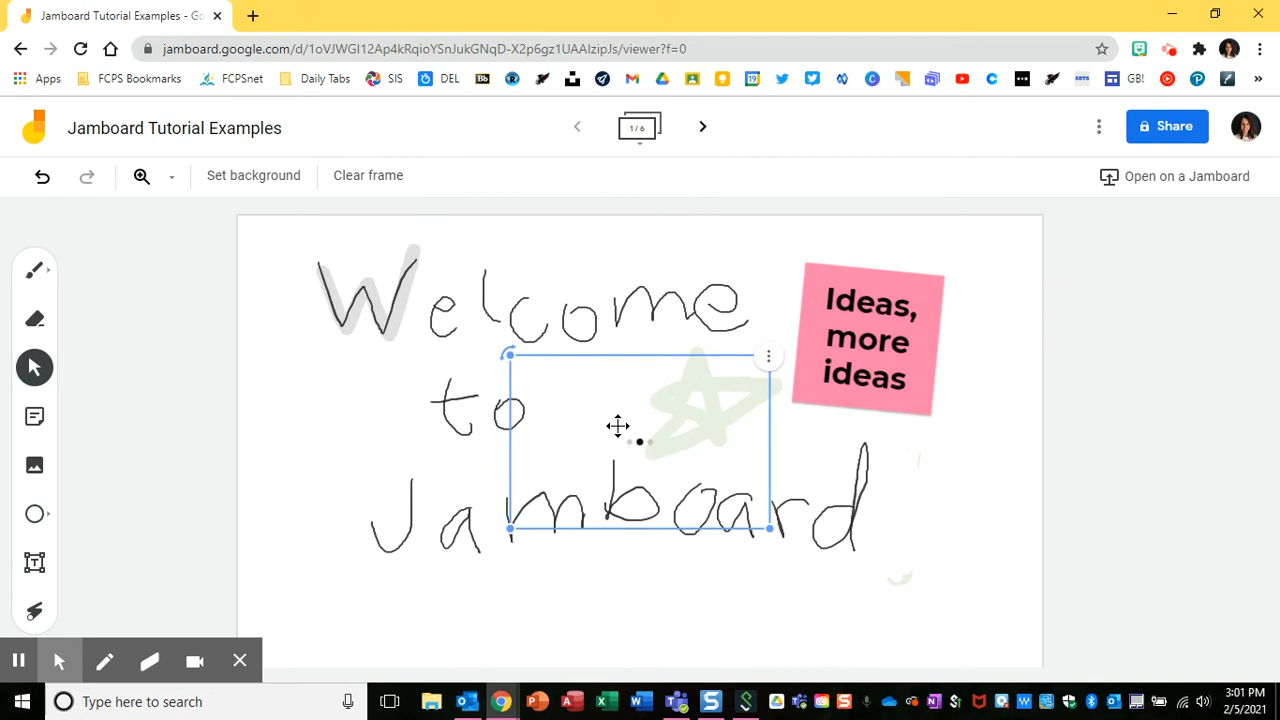 Jamboard Tutorial Examples - Go
jamboard.google.com/d/1oVJWGI12Ap4kRqioYSnJukGNqD-X2p6gz1UAAlzipJs/viewer?f=0
Apps FCPS Bookmarks FCPSnet Daily Tabs SIS DEL GB! »
Jamboard Tutorial Examples 1/6 Share
Set background Clear frame Open on a Jamboard
Welcome
to
Jamboard
Ideas,
more
ideas
Type here to search
3:01 PM
2/5/2021